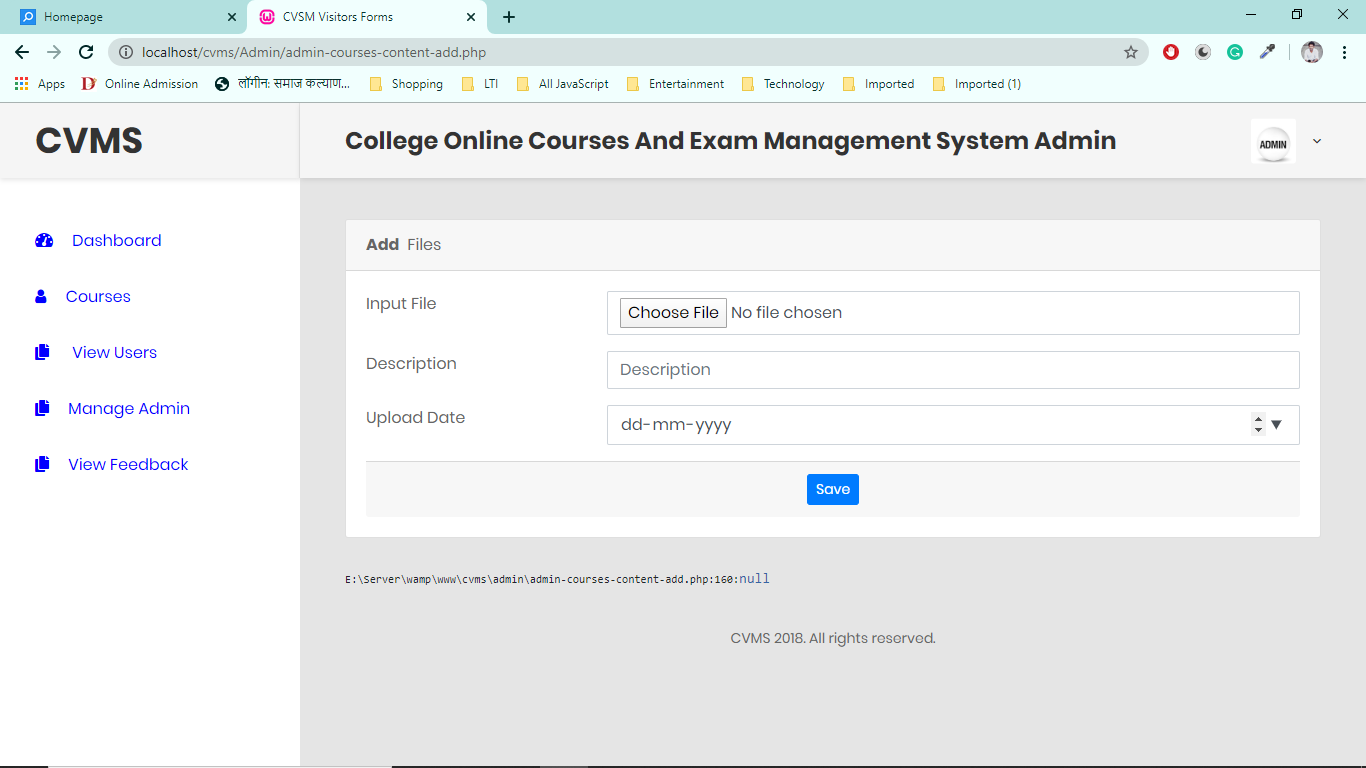 Homepage
CVSM Visitors Forms
localhost/cvms/Admin/admin-courses-content-add.php
Apps
Online Admission
लॉगीन: समाज कल्याण...
Shopping
LTI
All JavaScript
Entertainment
Technology
Imported
Imported (1)
CVMS
College Online Courses And Exam Management System Admin
ADMIN
Dashboard
Courses
View Users
Manage Admin
View Feedback
Add Files
Input File
Choose File No file chosen
Description
Description
Upload Date
dd-mm-yyyy
Save
E:\Server\wamp\www\cvms\admin\admin-courses-content-add.php:160:null
CVMS 2018. All rights reserved.